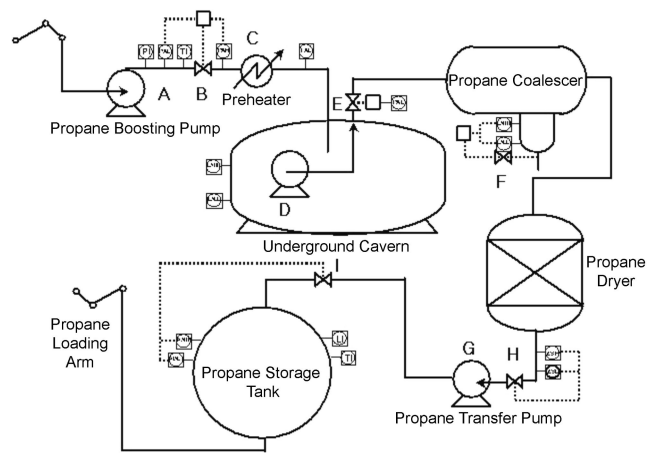 PI
TI
C
A
B
Preheater
Propane Boosting Pump
E
Propane Coalescer
F
D
Underground Cavern
I
Propane
Dryer
Propane
Loading
Arm
LI
TI
Propane Storage
Tank
G
H
Propane Transfer Pump